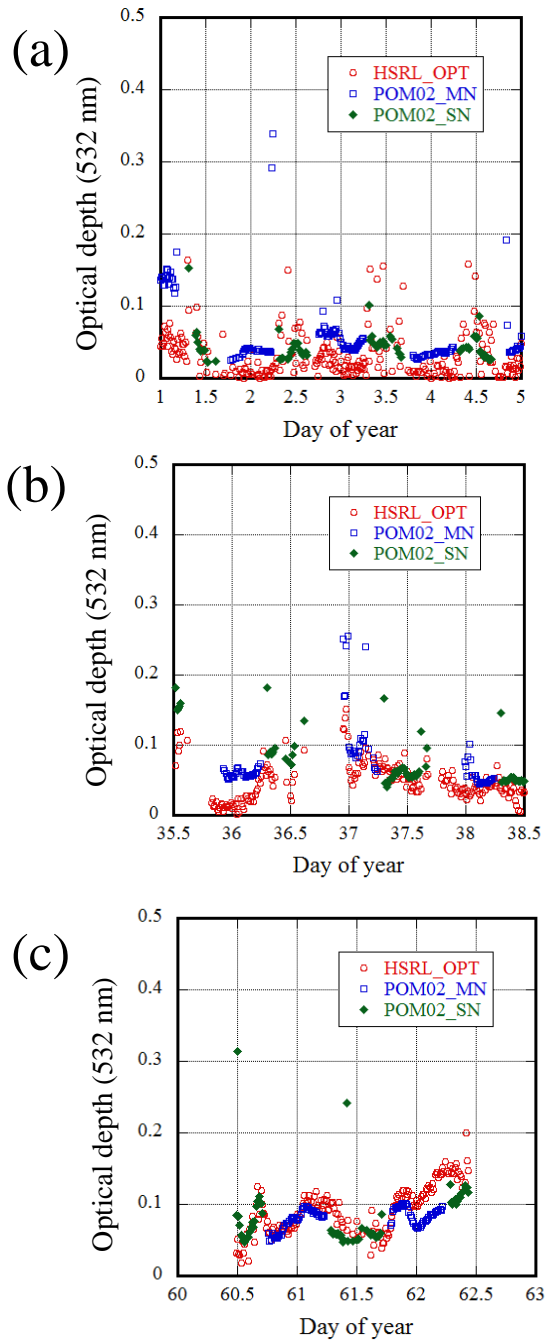 (a)
Optical depth (532 nm)
0.5
0.4
0.3
0.2
0.1
0
HSRL_OPT
POM02_MN
POM02_SN
1 1.5 2 2.5 3 3.5 4 4.5 5
Day of year
(b)
Optical depth (532 nm)
0.5
0.4
0.3
0.2
0.1
0
HSRL_OPT
POM02_MN
POM02_SN
35.5 36 36.5 37 37.5 38 38.5
Day of year
(c)
Optical depth (532 nm)
0.5
0.4
0.3
0.2
0.1
0
HSRL_OPT
POM02_MN
POM02_SN
60 60.5 61 61.5 62 62.5 63
Day of year